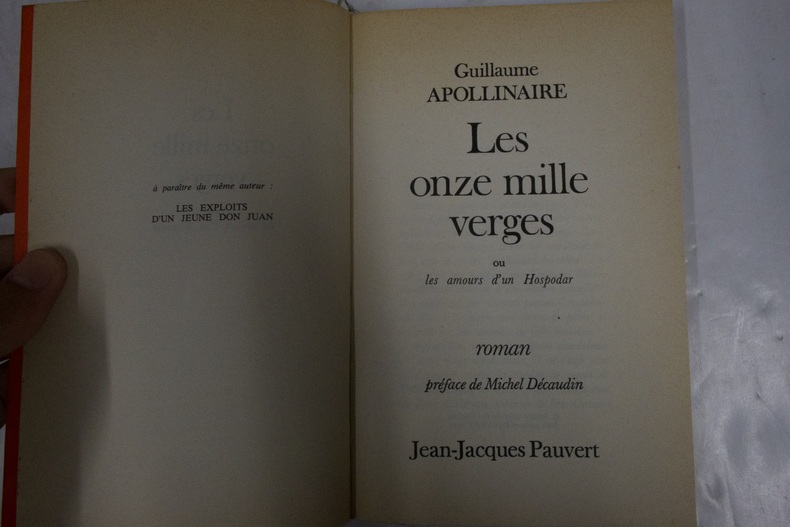 à paraître du même auteur :
LES EXPLOITS
D'UN JEUNE DON JUAN
Guillaume
APOLLINAIRE
Les
onze mille
verges
ou
les amours d'un Hospodar
roman
préface de Michel Décaudin
Jean-Jacques Pauvert